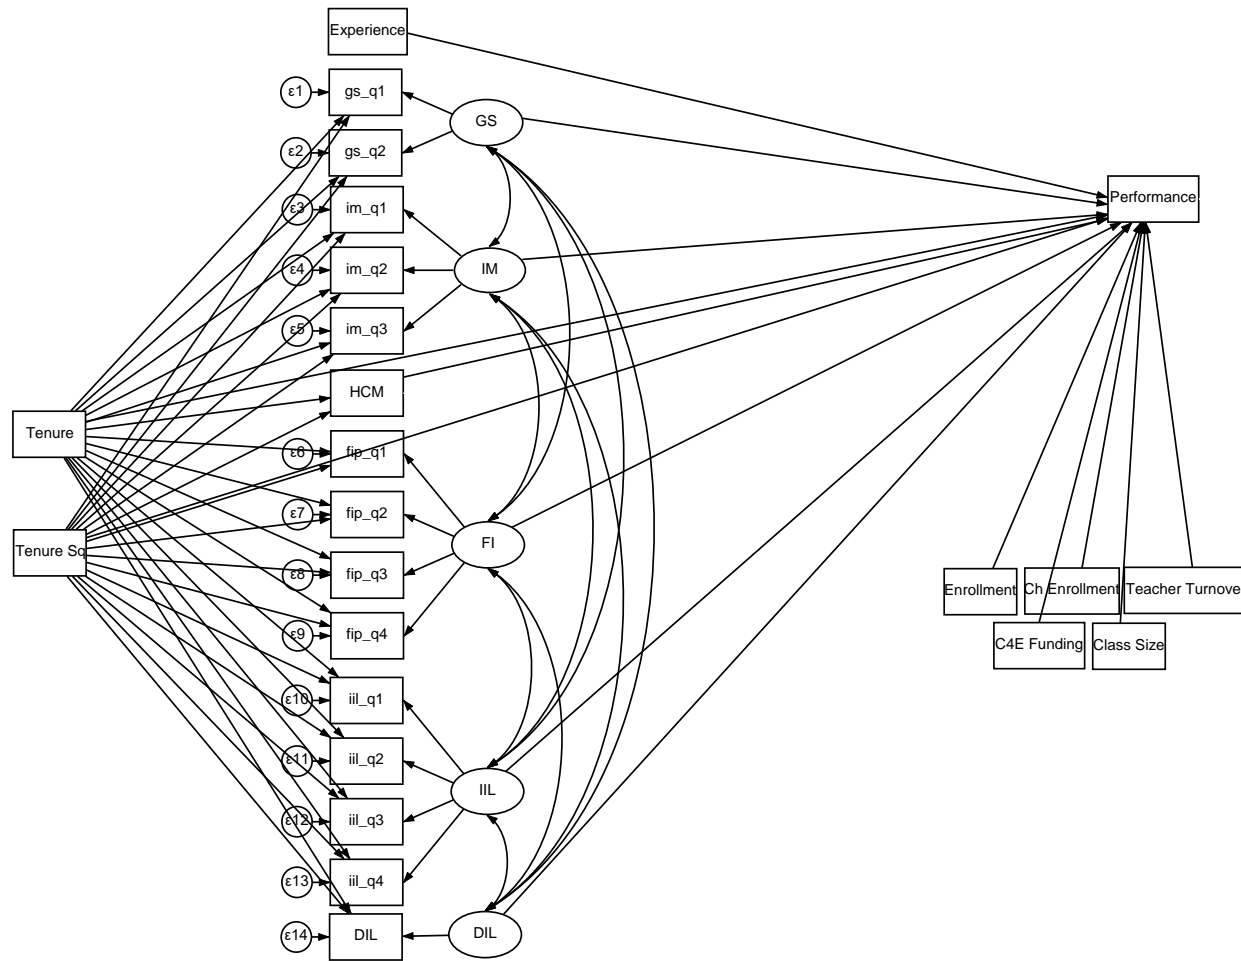 Experience
ε1
gs_q1
GS
ε2
gs_q2
ε3
im_q1
Performance
ε4
im_q2
IM
ε5
im_q3
HCM
Tenure
ε6
fip_q1
ε7
fip_q2
Tenure Sq
FI
ε8
fip_q3
Enrollment
Ch Enrollment
Teacher Turnove
ε9
fip_q4
C4E Funding
Class Size
ε10
iil_q1
ε11
iil_q2
IIL
ε12
iil_q3
ε13
iil_q4
ε14
DIL
DIL